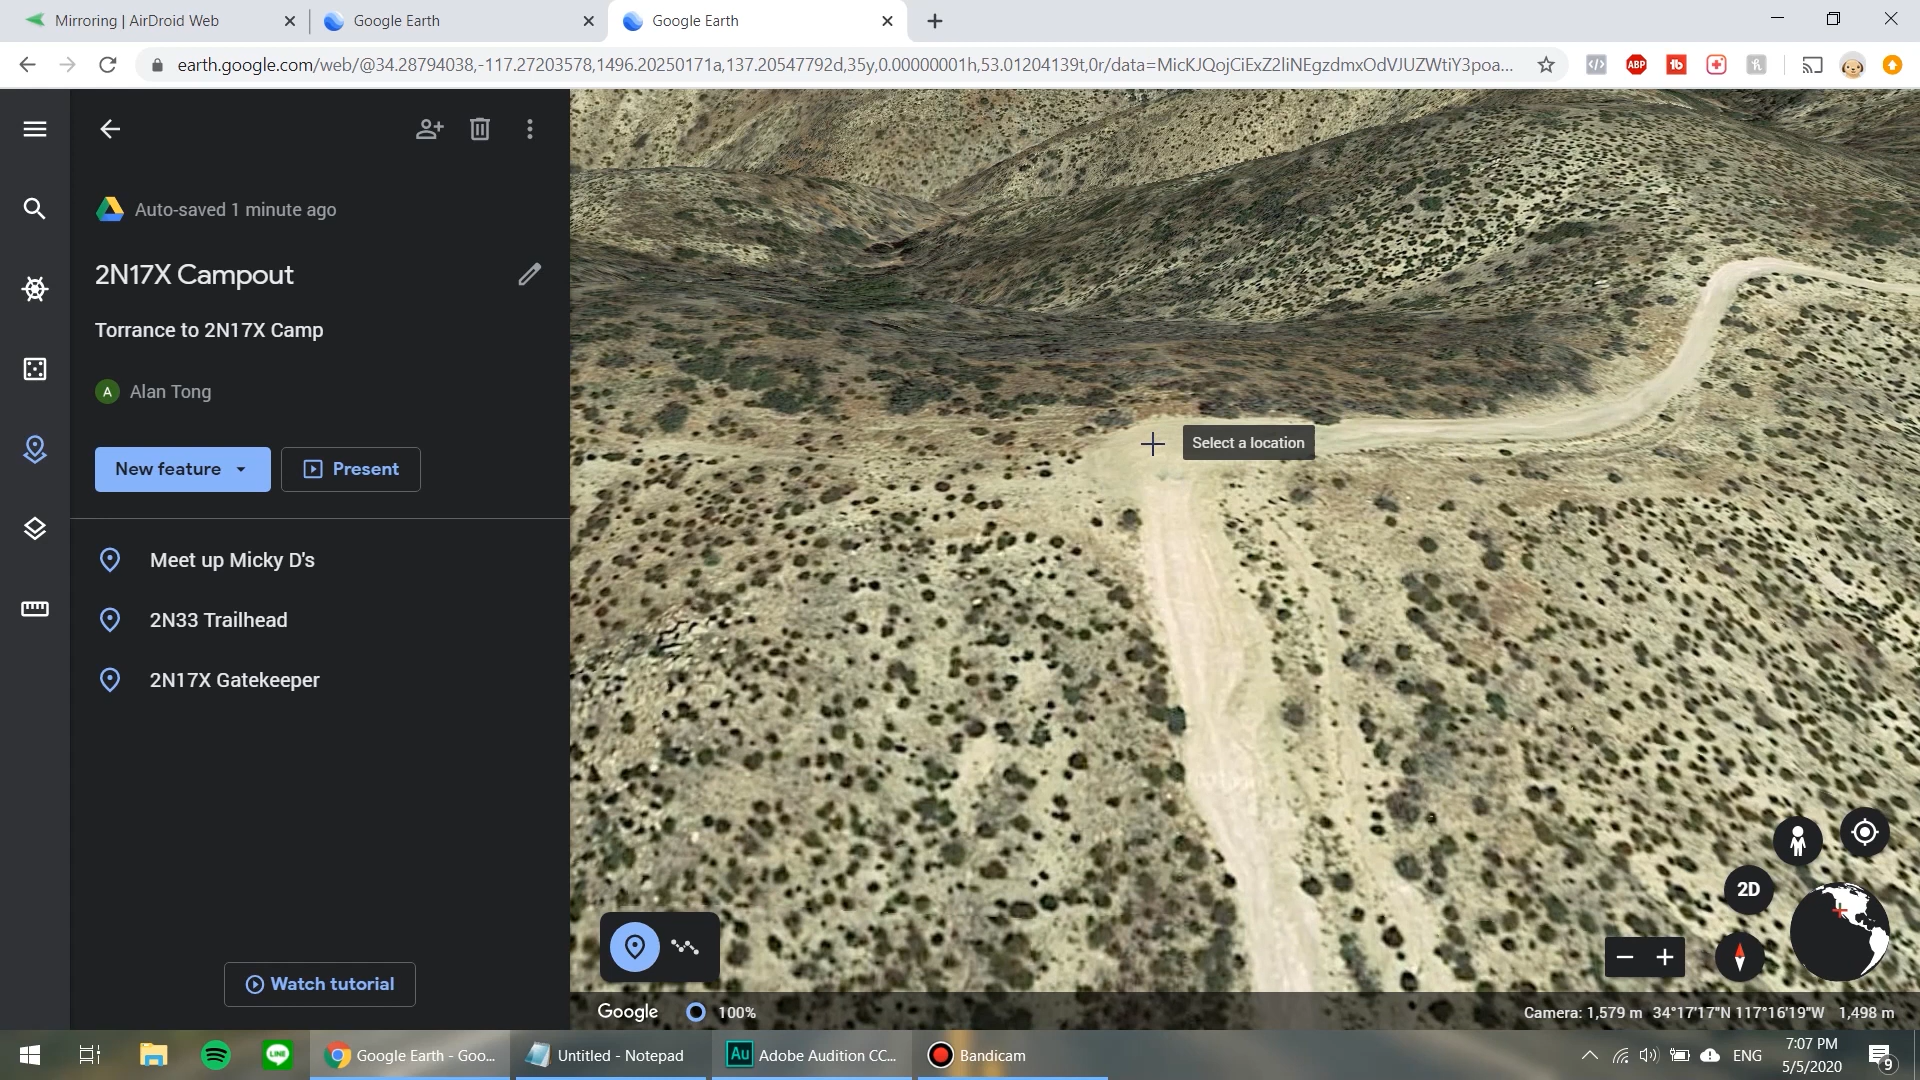 Mirroring | AirDroid Web
Google Earth
Google Earth
earth.google.com/web/@34.28794038,-117.27203578,1496.20250171a,137.20547792d,35y,0.00000001h,53.01204139t,0r/data=MicKJQojCiExZ2liNEgzdmxOdVJUZWtiY3poa...
ABP
Auto-saved 1 minute ago
2N17X Campout
Torrance to 2N17X Camp
A
Alan Tong
New feature
Present
Meet up Micky D's
2N33 Trailhead
2N17X Gatekeeper
Watch tutorial
Select a location
2D
Google
100%
Camera: 1,579 m 34°17'17"N 117°16'19"W 1,498 m
LINE
Google Earth - Goo...
Untitled - Notepad
Au
Adobe Audition CC...
Bandicam
ENG
7:07 PM
5/5/2020
9